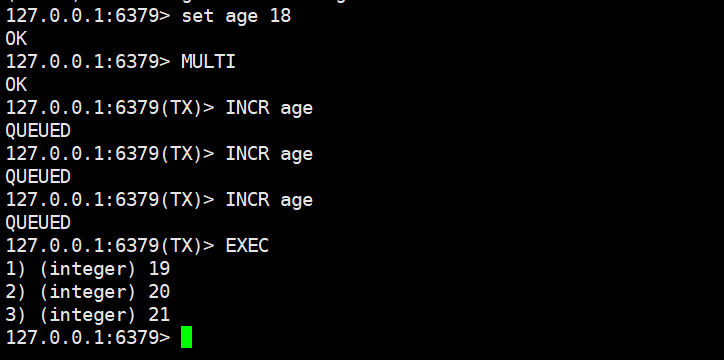 127.0.0.1:6379> set age 18
OK
127.0.0.1:6379> MULTI
OK
127.0.0.1:6379(TX)> INCR age
QUEUED
127.0.0.1:6379(TX)> INCR age
QUEUED
127.0.0.1:6379(TX)> INCR age
QUEUED
127.0.0.1:6379(TX)> EXEC
1) (integer) 19
2) (integer) 20
3) (integer) 21
127.0.0.1:6379>